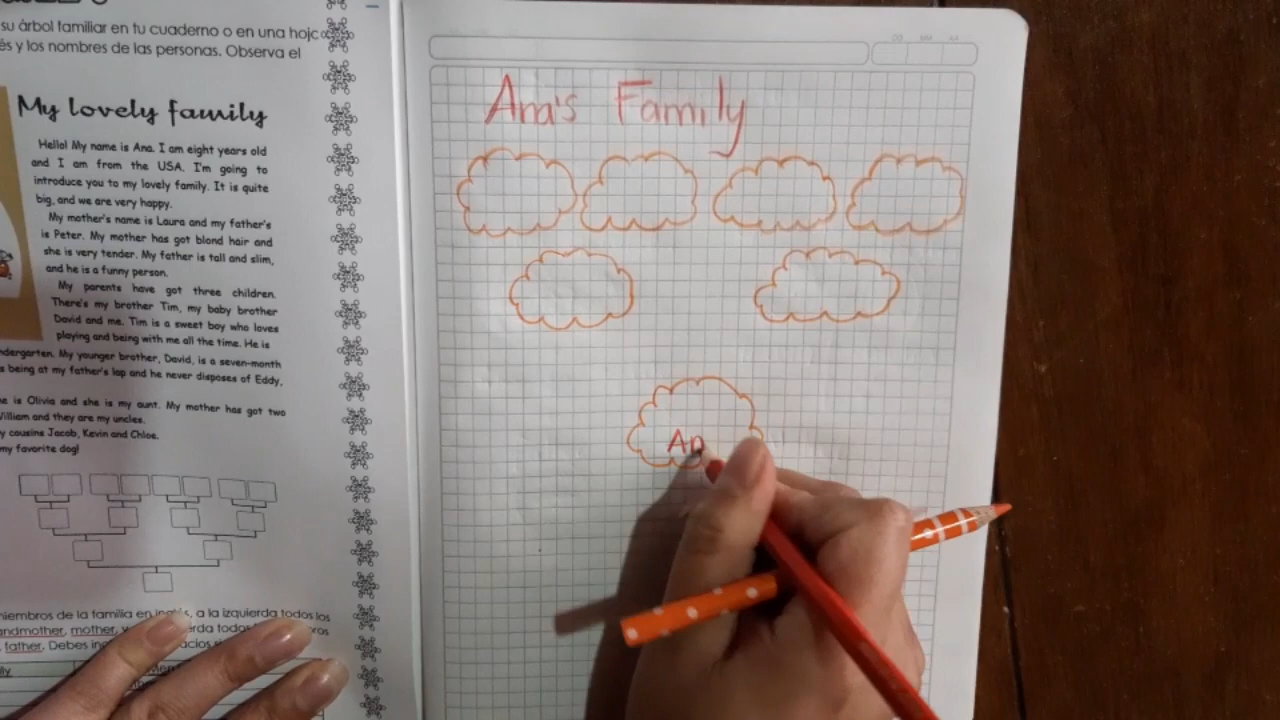 su árbol familiar en tu cuaderno o en una hoja
és y los nombres de las personas. Observa el
My lovely family
Hello! My name is Ana. I am eight years old
and I am from the USA. I'm going to
introduce you to my lovely family. It is quite
big, and we are very happy.
My mother's name is Laura and my father's
is Peter. My mother has got blond hair and
she is very tender. My father is tall and slim,
and he is a funny person.
My parents have got three children.
There's my brother Tim, my baby brother
David and me. Tim is a sweet boy who loves
playing and being with me all the time. He is
ndergarten. My younger brother, David, is a seven-month
s being at my father's lap and he never disposes of Eddy,
e is Olivia and she is my aunt. My mother has got two
William and they are my uncles.
y cousins Jacob, Kevin and Chloe.
my favorite dog!
miembros de la familia en inglés, a la izquierda todos los
andmother, mother,
father. Debes
Ana's Family
An